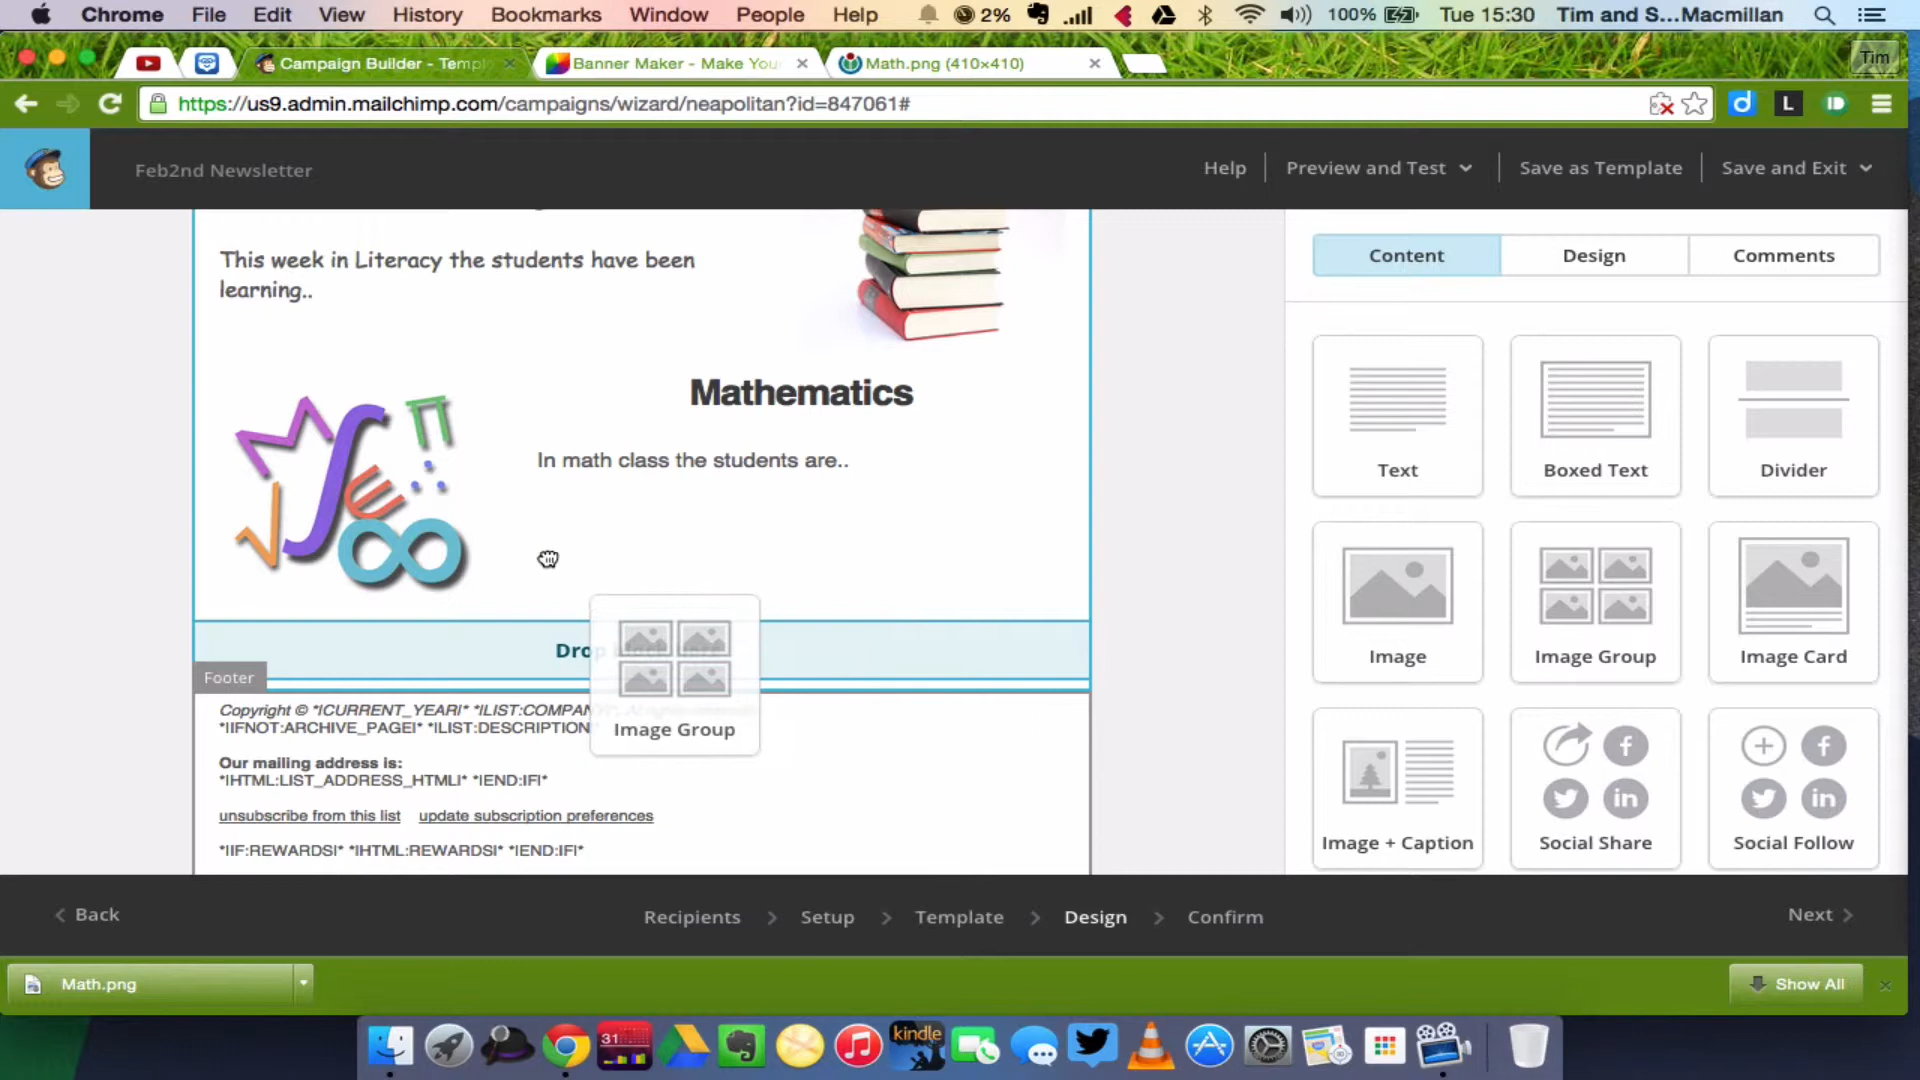 Chrome File Edit View History Bookmarks Window People Help 2% 100% Tue 15:30 Tim and S...Macmillan
Campaign Builder - Templ Banner Maker - Make Your Math.png (410×410) Tim
https://us9.admin.mailchimp.com/campaigns/wizard/neapolitan?id=847061#
Feb2nd Newsletter Help Preview and Test Save as Template Save and Exit
This week in Literacy the students have been
learning..
Mathematics
In math class the students are..
Drop
Image Group
Footer
Copyright © *|CURRENT_YEAR|* *|LIST:COMPAN
*|IFNOT:ARCHIVE_PAGE|* *|LIST:DESCRIPTION
Our mailing address is:
*|HTML:LIST_ADDRESS_HTML|* *|END:IF|*
unsubscribe from this list update subscription preferences
*|IF:REWARDS|* *|HTML:REWARDS|* *|END:IF|*
Content Design Comments
Text Boxed Text Divider
Image Image Group Image Card
Image + Caption Social Share Social Follow
Back Recipients Setup Template Design Confirm Next
Math.png Show All
31 kindle